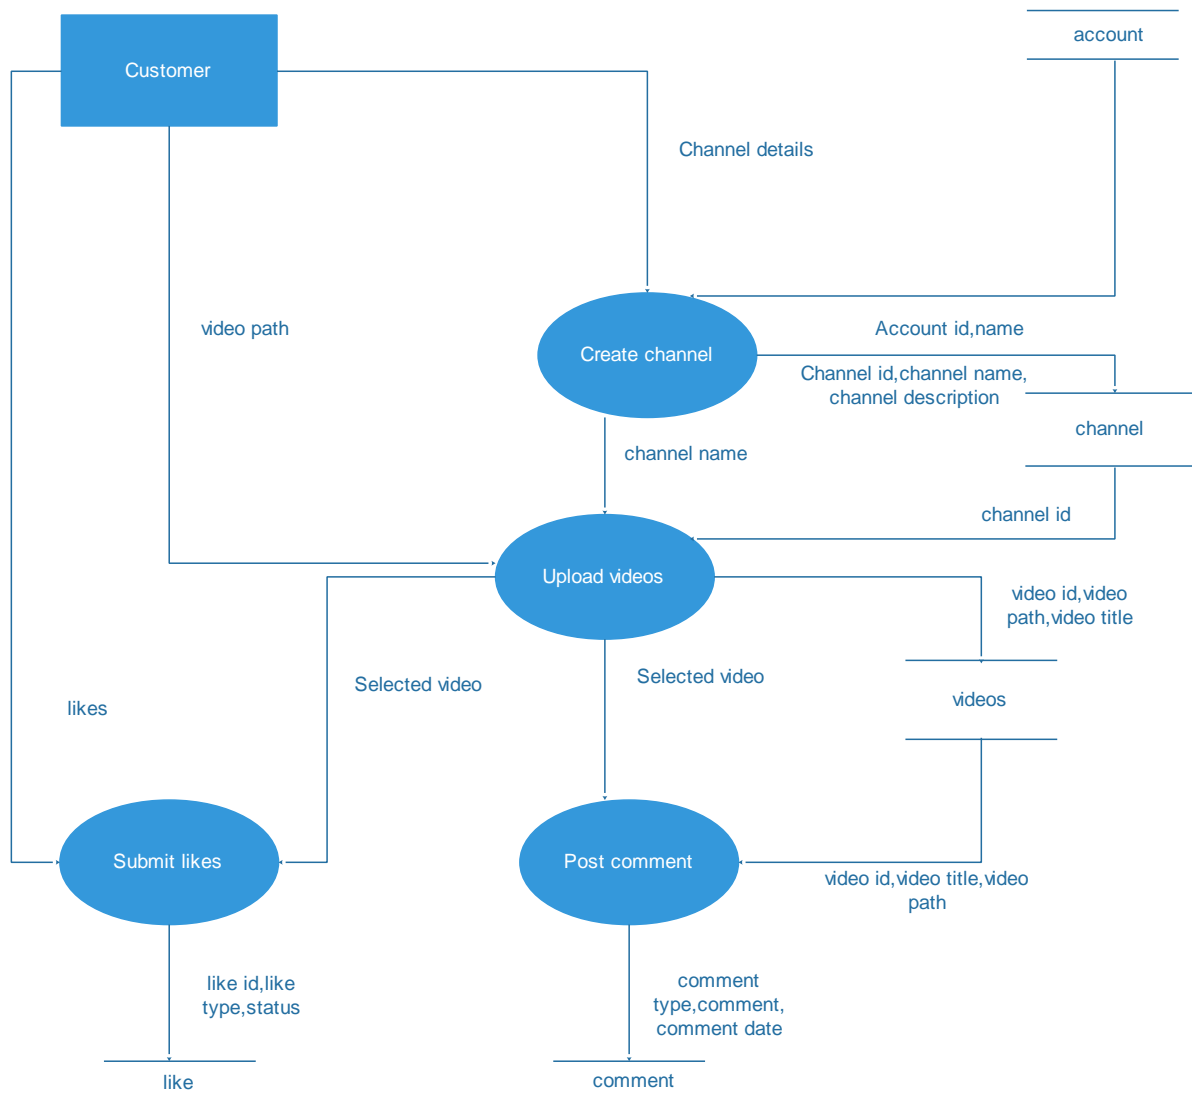 account
Customer
Channel details
video path
Account id,name
Create channel
Channel id,channel name,
channel description
channel
channel name
channel id
Upload videos
video id,video
path,video title
Selected video
Selected video
videos
likes
Submit likes
Post comment
video id,video title,video
path
like id,like
type,status
comment
type,comment,
comment date
like
comment